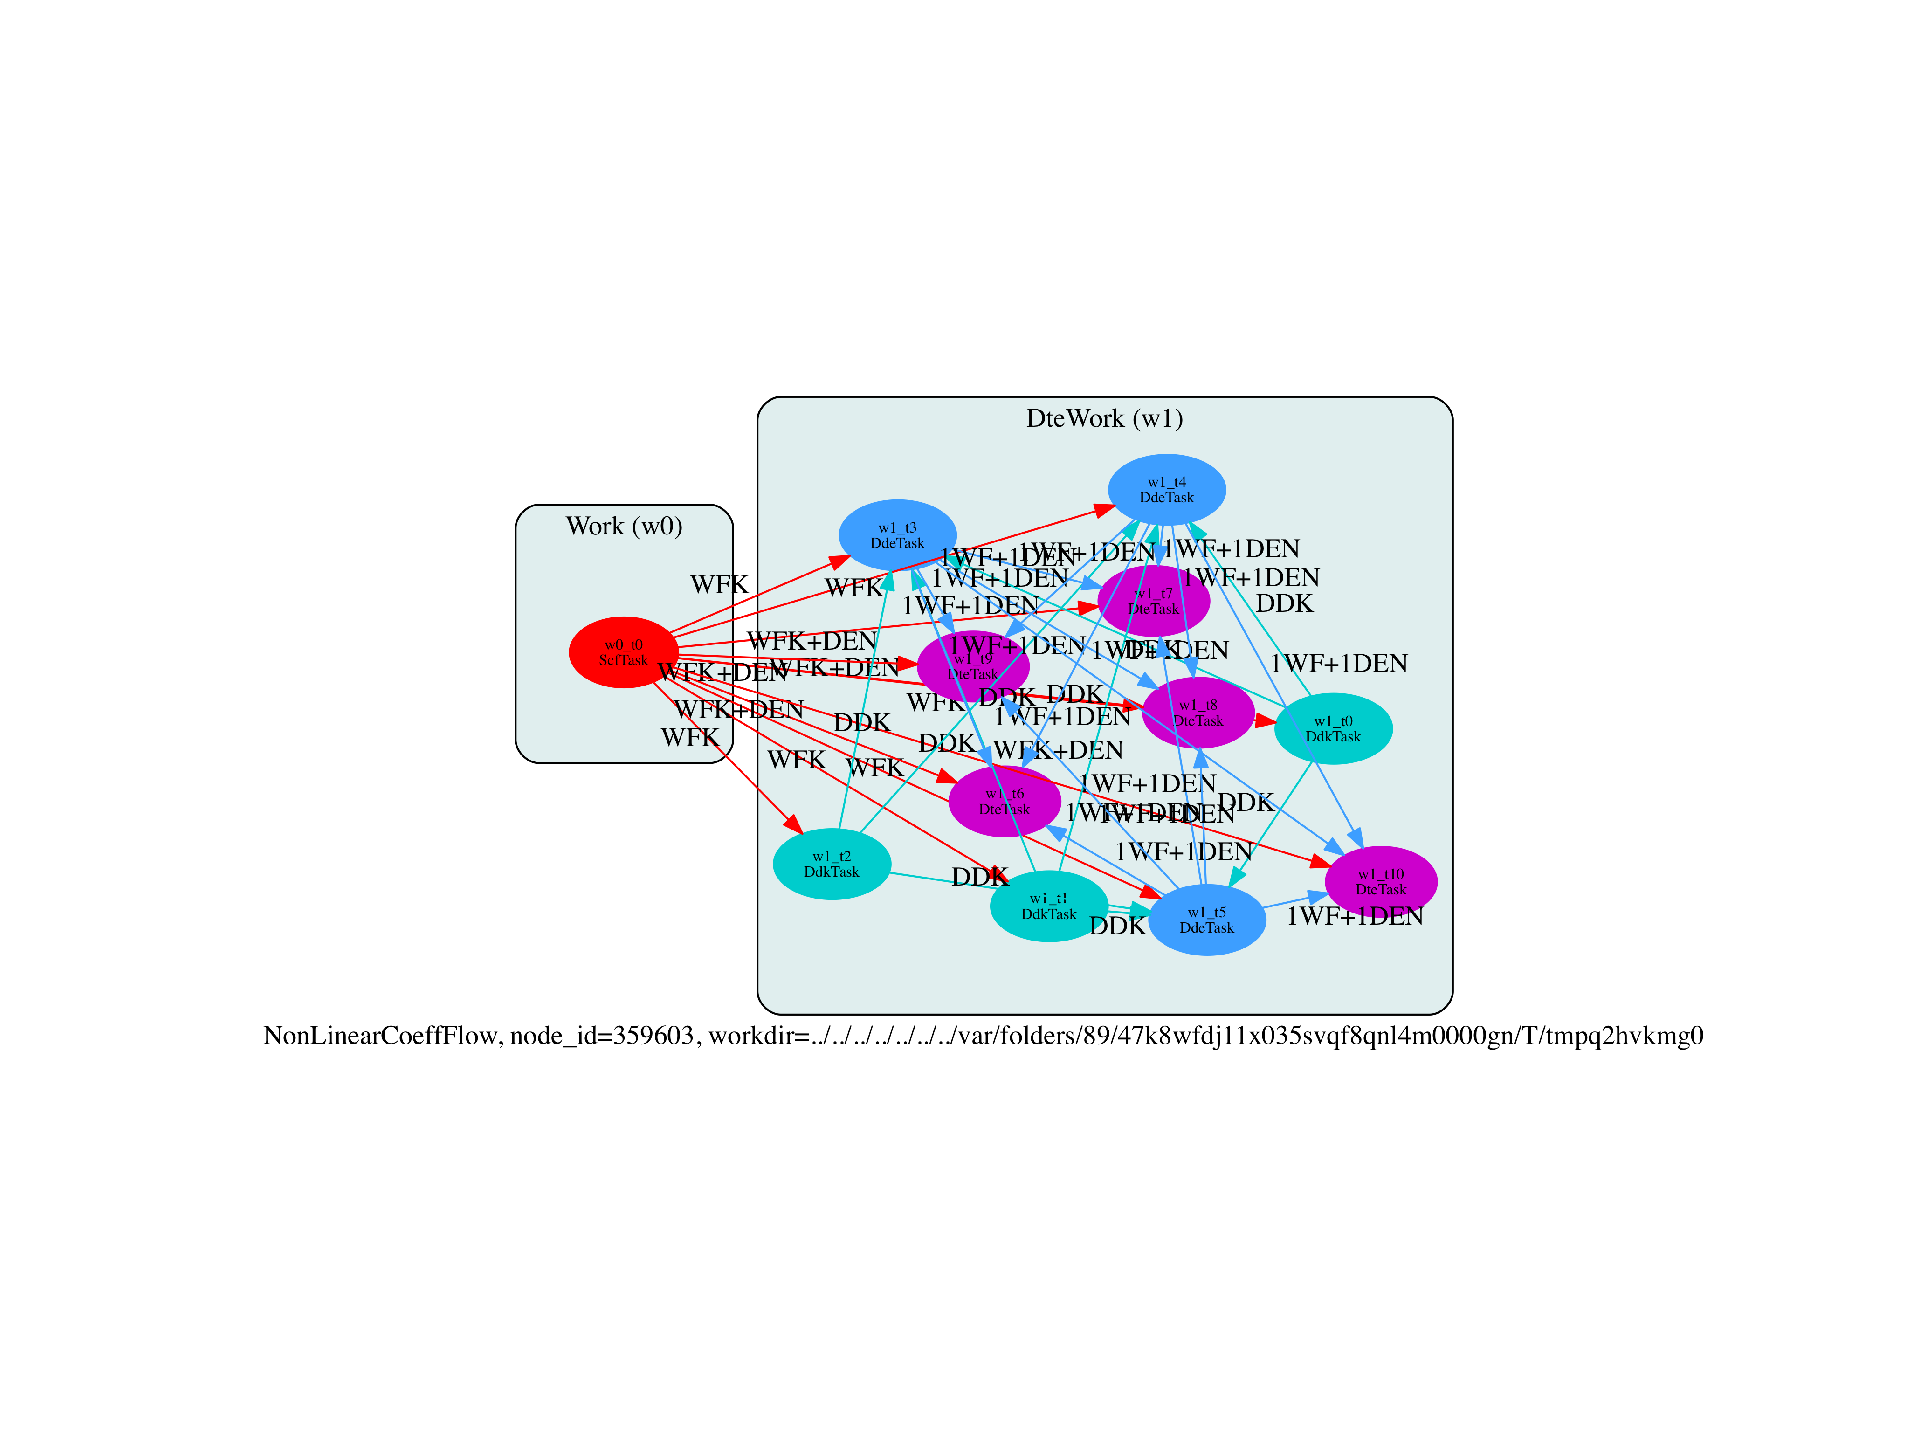 DteWork (w1)
w1_t4
DdeTask
Work (w0)
w1_t3
DdeTask
1WF+1DEN
1WF+1DEN
1WF+1DEN
1WF+1DEN
1WF+1DEN
WFK
WFK
w1_t7
DteTask
DDK
1WF+1DEN
w0_t0
ScfTask
WFK+DEN
1WF+1DEN
1WF+1DEN
DDK
w1_t9
DteTask
1WF+1DEN
WFK+DEN
WFK+DEN
WFK
DDK
DDK
WFK+DEN
1WF+1DEN
w1_t8
DteTask
w1_t0
DdkTask
DDK
WFK
DDK
WFK+DEN
WFK
WFK
1WF+1DEN
w1_t6
DteTask
DDK
1WF+1DEN
1WF+1DEN
1WF+1DEN
w1_t2
DdkTask
DDK
w1_t10
DteTask
w1_t1
DdkTask
DDK
w1_t5
DdeTask
1WF+1DEN
NonLinearCoeffFlow, node_id=359603, workdir=../../../../../../../var/folders/89/47k8wfdj11x035svqf8qnl4m0000gn/T/tmpq2hvkmg0